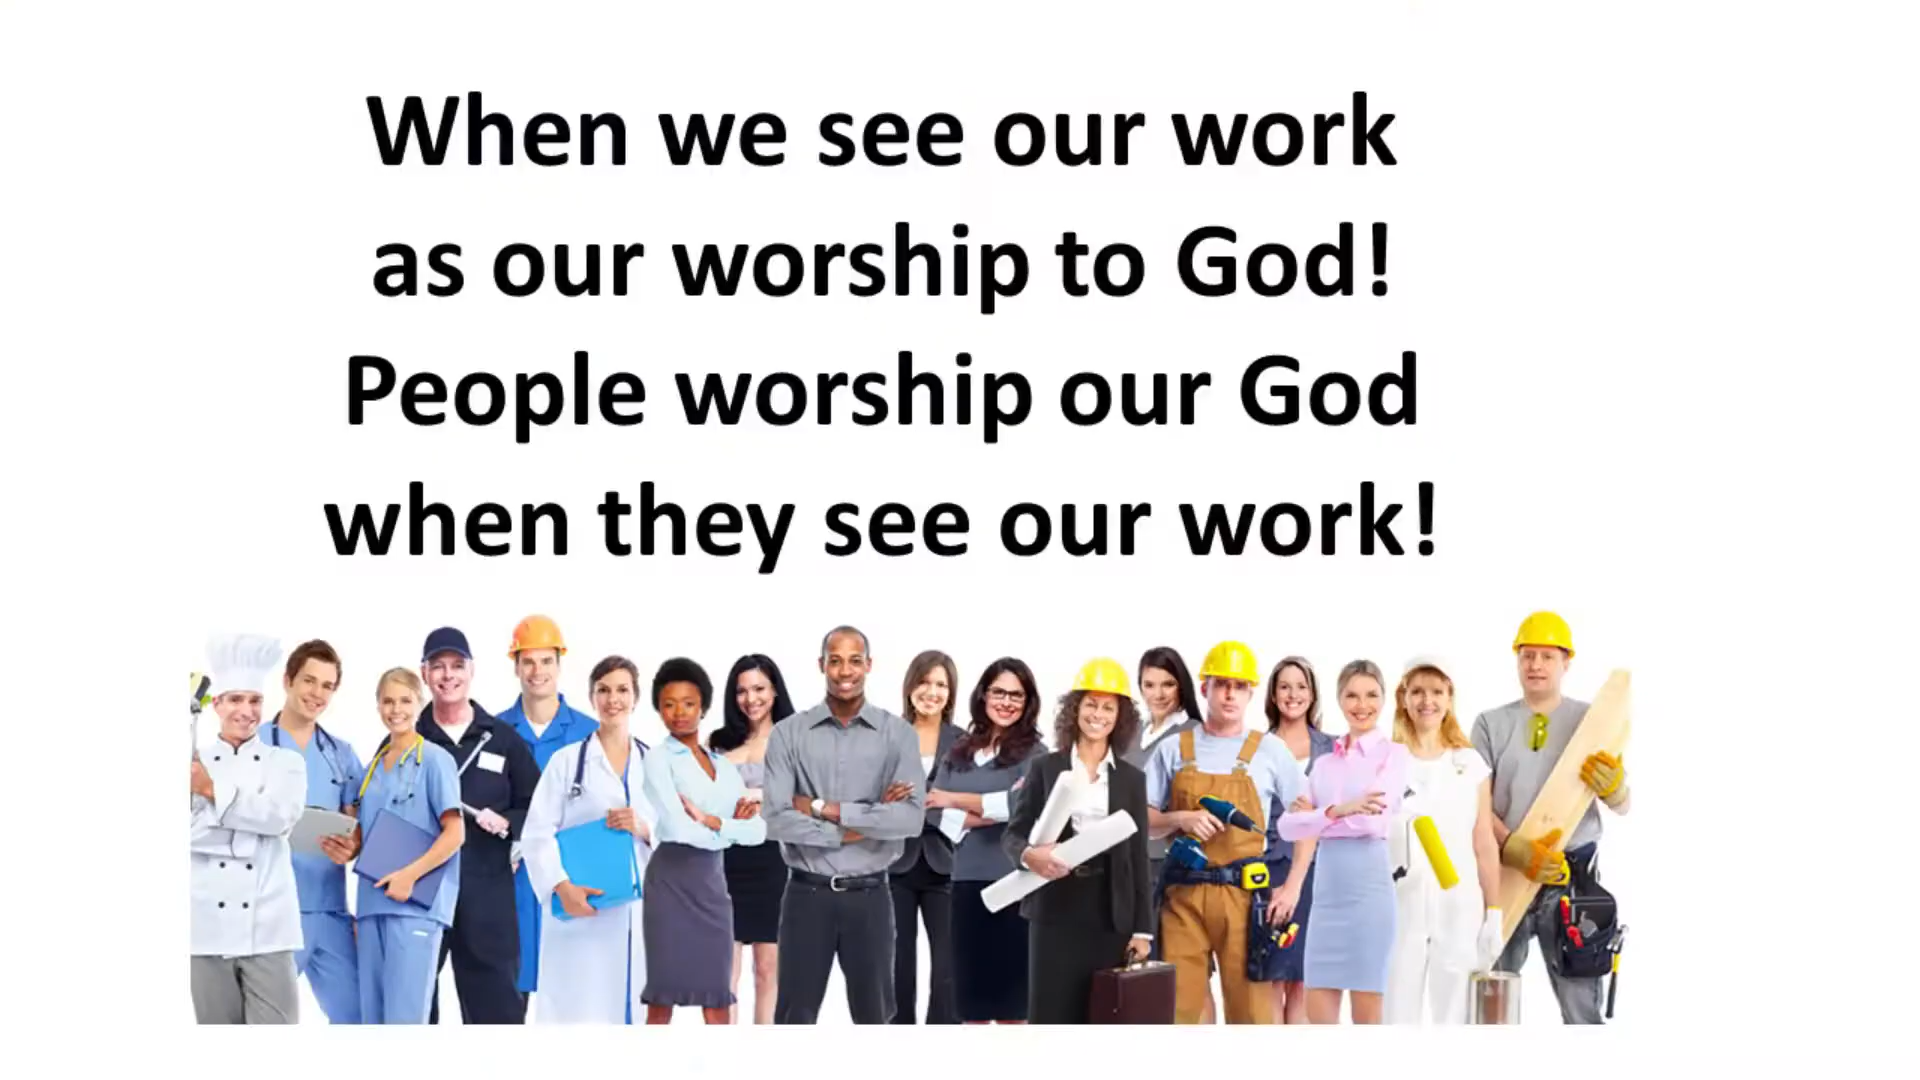 When we see our work
as our worship to God!
People worship our God
when they see our work!